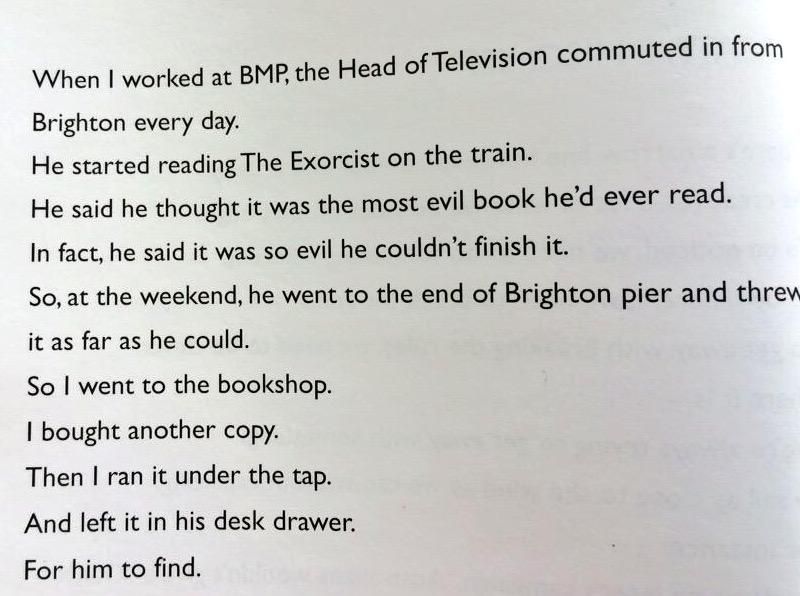 When I worked at BMP, the Head of Television commuted in from
Brighton every day.
He started reading The Exorcist on the train.
He said he thought it was the most evil book he'd ever read.
In fact, he said it was so evil he couldn't finish it.
So, at the weekend, he went to the end of Brighton pier and threw
it as far as he could.
So I went to the bookshop.
I bought another copy.
Then I ran it under the tap.
And left it in his desk drawer.
For him to find.